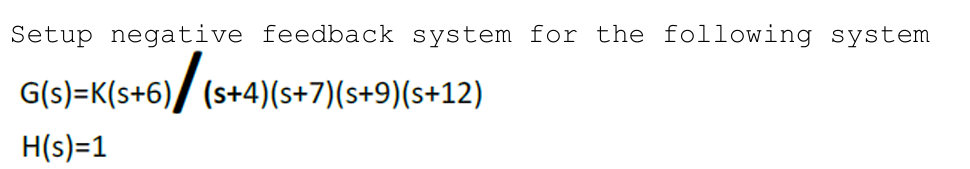 Setup negative feedback system for the following system
G(s)=K(s+6)/(s+4)(s+7)(s+9)(s+12)
H(s)=1